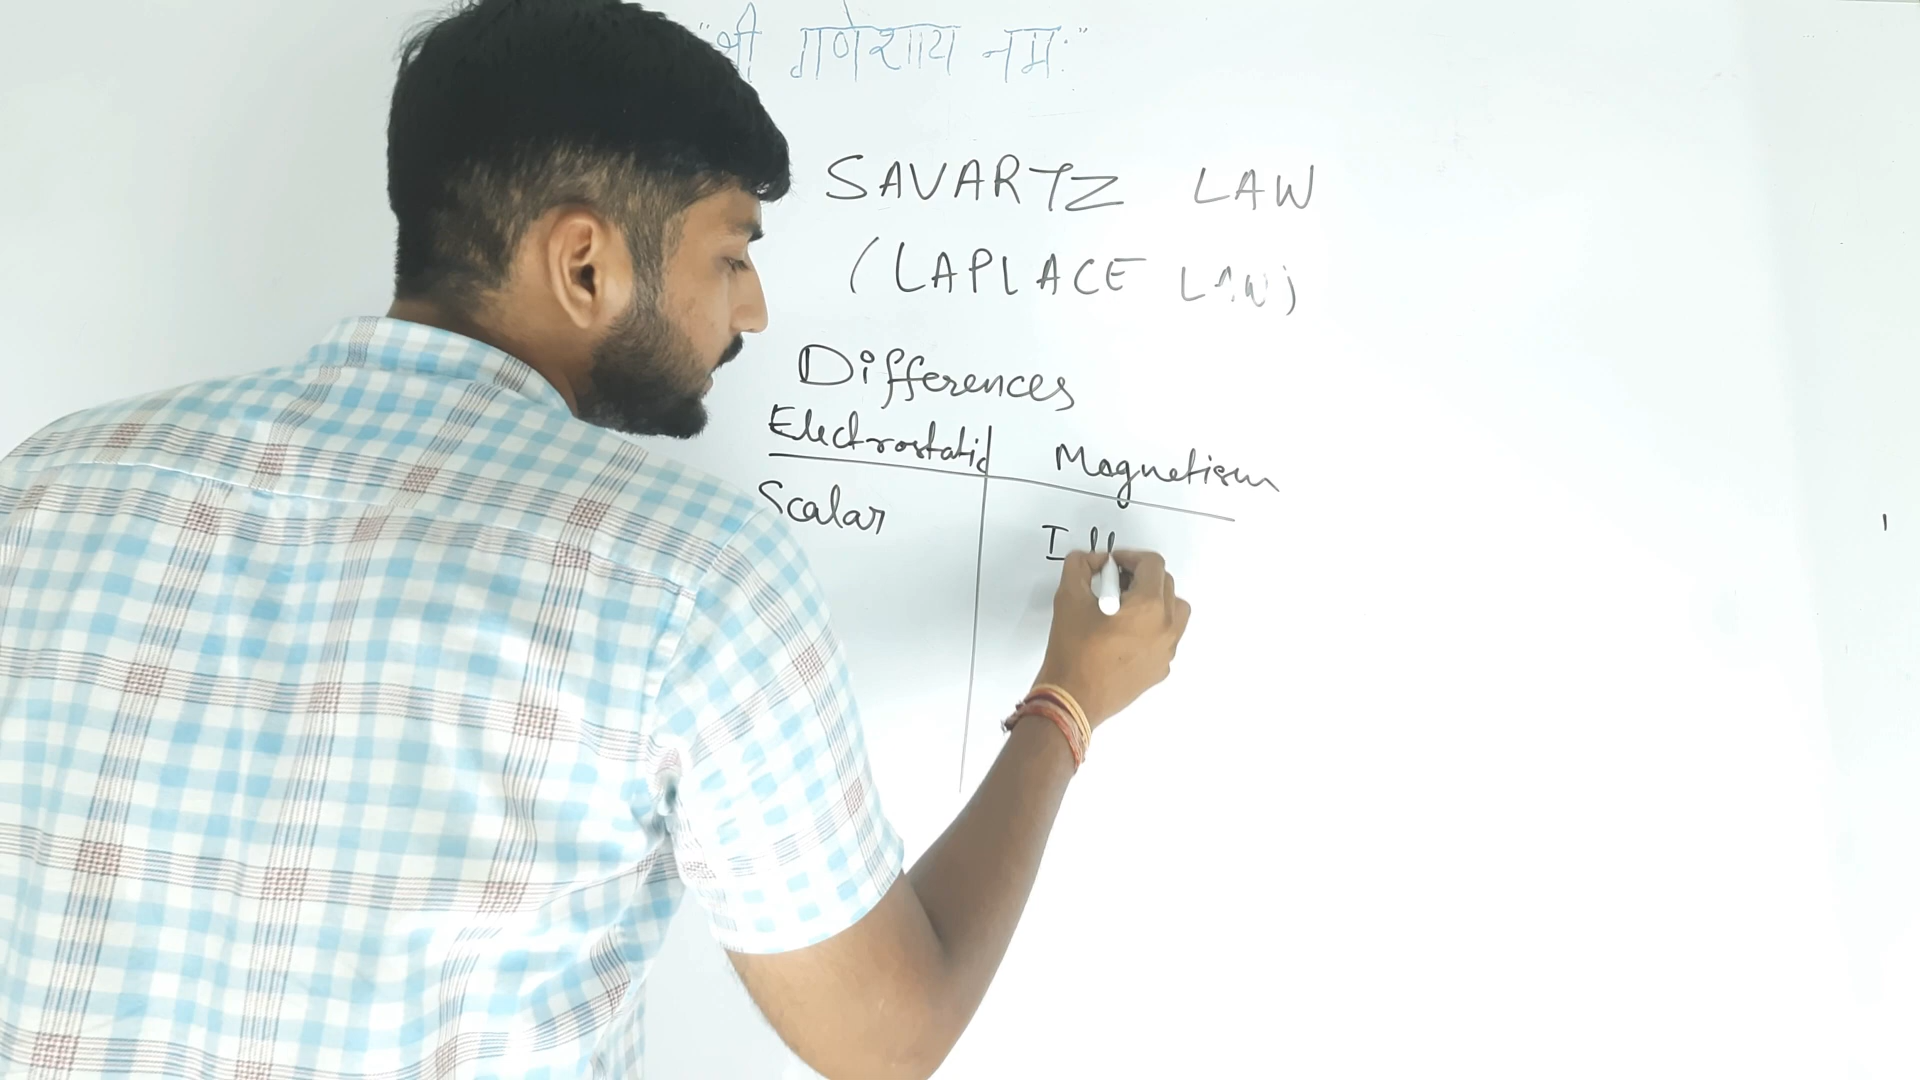 "श्री गणेशाय नमः"
SAVARTZ LAW
(LAPLACE LAW)
Differences
Electrostatic Magnetism
Scalar